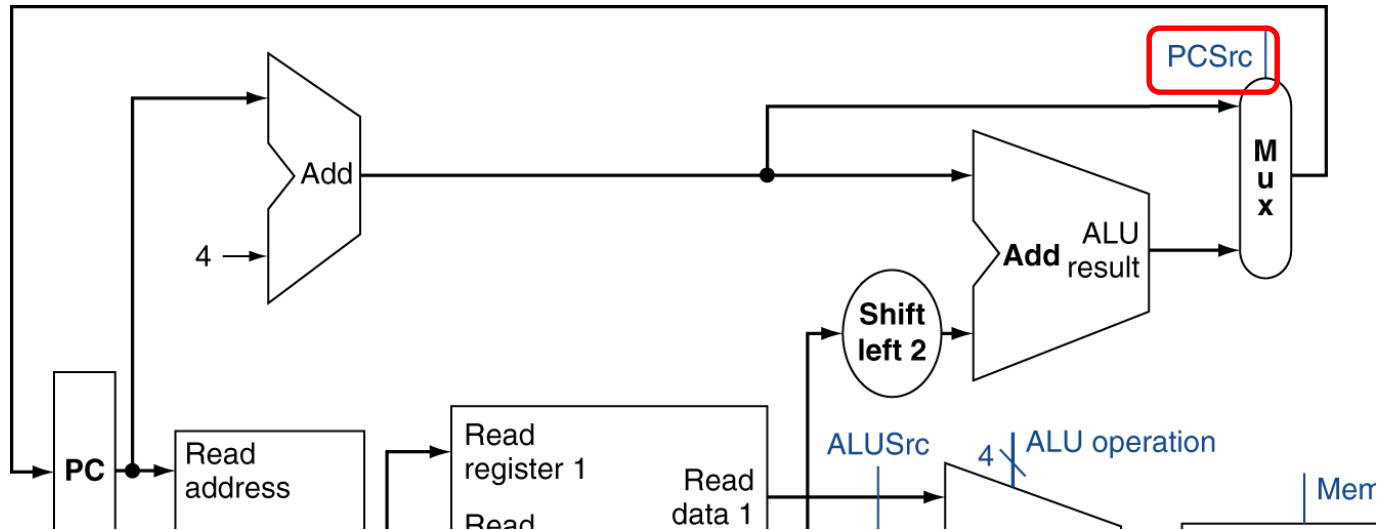 PCSrc
M
u
x
Add
4
ALU
Add
result
Shift
left 2
PC
Read
address
Read
register 1
Read
data 1
Read
ALUSrc
4
ALU operation
Mem